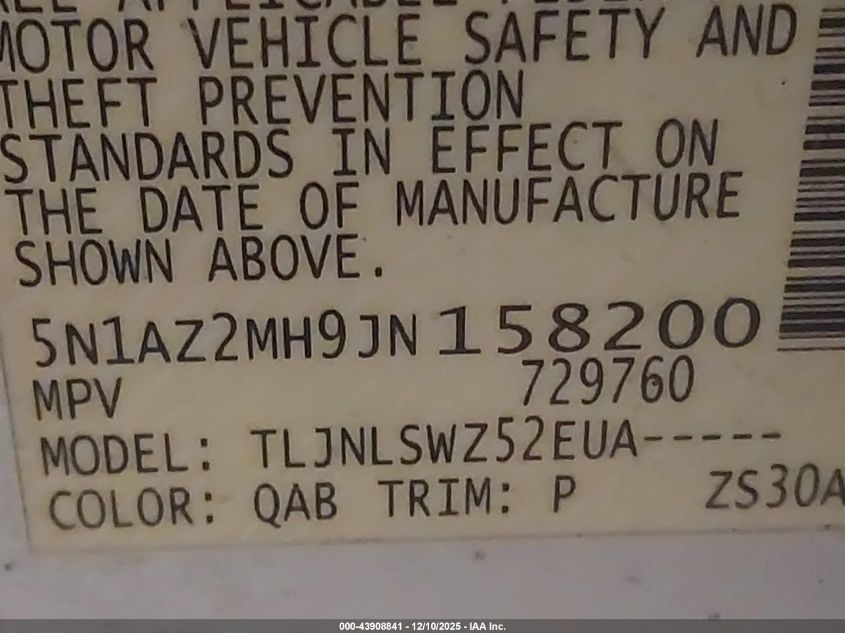 MOTOR VEHICLE SAFETY AND
THEFT PREVENTION
STANDARDS IN EFFECT ON
THE DATE OF MANUFACTURE
SHOWN ABOVE.
5N1AZ2MH9JN158200
MPV 729760
MODEL: TLJNLSWZ52EUA-----
COLOR: QAB TRIM: P ZS30A
000-43908841 - 12/10/2025 - IAA Inc.